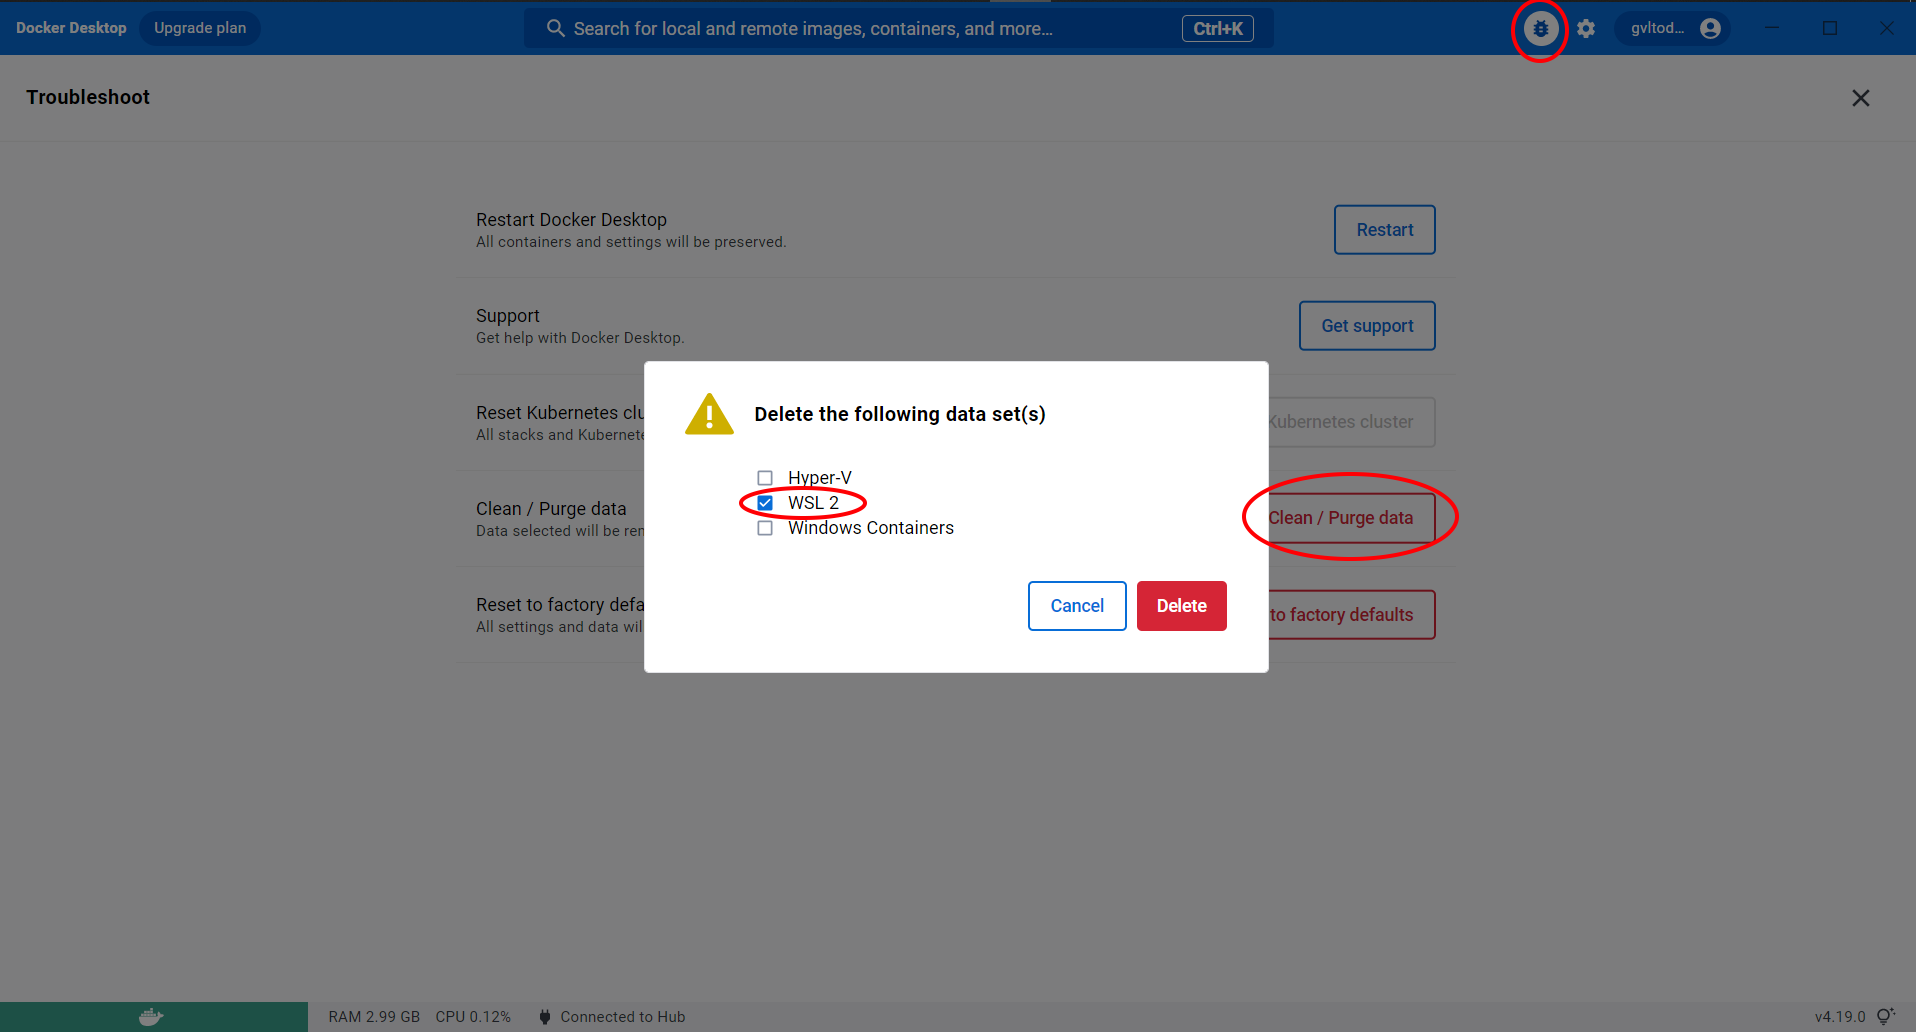 Docker Desktop
Upgrade plan
Search for local and remote images, containers, and more...
Ctrl+K
gvltod...
Troubleshoot
Restart Docker Desktop
All containers and settings will be preserved.
Restart
Support
Get help with Docker Desktop.
Get support
Reset Kubernetes clu
All stacks and Kubernete
Kubernetes cluster
Delete the following data set(s)
Hyper-V
WSL 2
Windows Containers
Cancel
Delete
Clean / Purge data
Data selected will be ren
Clean / Purge data
Reset to factory defa
All settings and data wil
to factory defaults
RAM 2.99 GB CPU 0.12%
Connected to Hub
v4.19.0